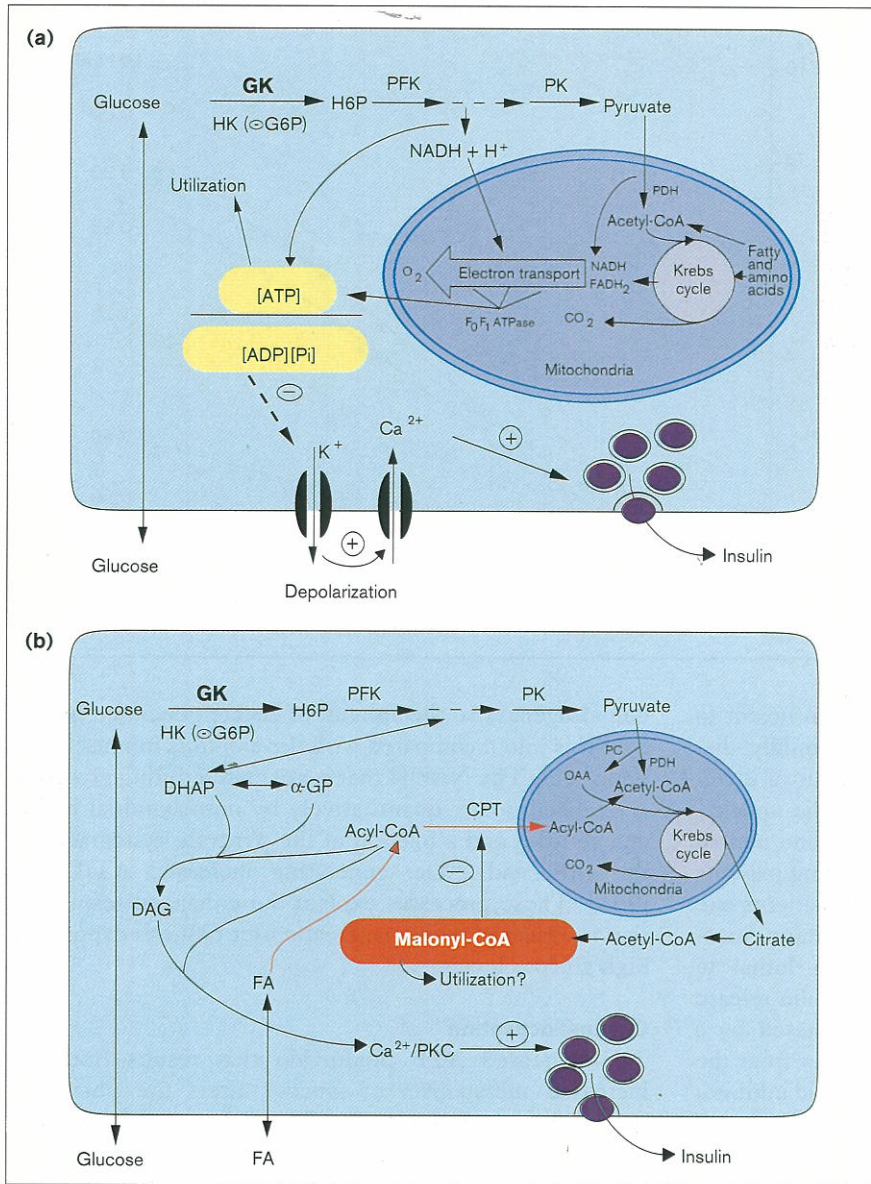 (a)
GK
Glucose H6P PFK PK Pyruvate
HK (⊝G6P)
NADH + H⁺
Utilization
PDH
Acetyl-CoA
Fatty and amino acids
O₂ Electron transport NADH FADH₂ Krebs cycle
[ATP]
F₀F₁ ATPase CO₂
[ADP][Pi]
Mitochondria
−
Ca²⁺ +
K⁺
+
Insulin
Glucose
Depolarization
(b)
GK
Glucose H6P PFK PK Pyruvate
HK (⊝G6P)
PC PDH
OAA Acetyl-CoA
DHAP α-GP
CPT
Acyl-CoA Acyl-CoA Krebs cycle
CO₂
Mitochondria
−
DAG
Malonyl-CoA Acetyl-CoA Citrate
FA Utilization?
Ca²⁺/PKC +
Insulin
Glucose FA